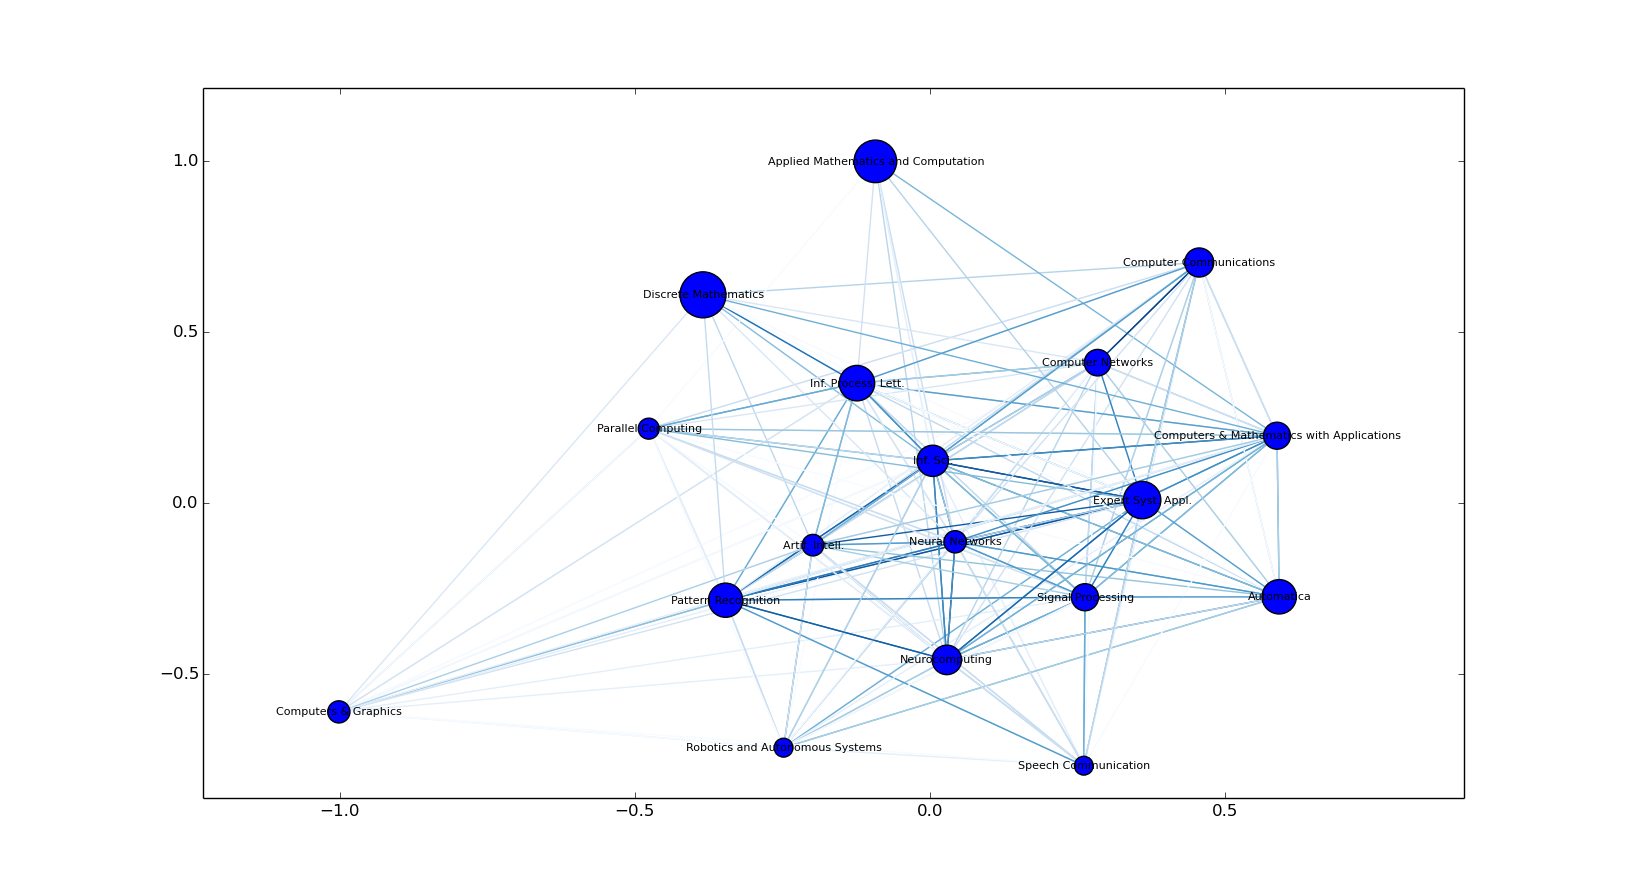 1.0
Applied Mathematics and Computation
Computer Communications
Discrete Mathematics
0.5
Computer Networks
Inf. Process. Lett.
Parallel Computing
Computers & Mathematics with Applications
Inf. Sci.
0.0
Expert Syst. Appl.
Neural Networks
Artif. Intell.
Automatica
Signal Processing
Pattern Recognition
Neurocomputing
−0.5
Computers & Graphics
Robotics and Autonomous Systems
Speech Communication
−1.0
−0.5
0.0
0.5